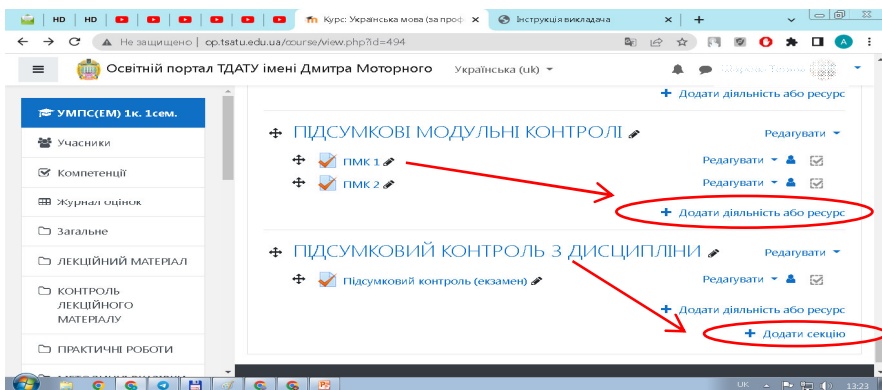 HD
HD
Курс: Українська мова (за проф
Інструкція викладача
Не защищено | op.tsatu.edu.ua/course/view.php?id=494
A
Освітній портал ТДАТУ імені Дмитра Моторного
Українська (uk)
Додати діяльність або ресурс
УМПС(ЕМ) 1к. 1сем.
Учасники
Компетенції
Журнал оцінок
Загальне
ЛЕКЦІЙНИЙ МАТЕРІАЛ
КОНТРОЛЬ
ЛЕКЦІЙНОГО
МАТЕРІАЛУ
ПРАКТИЧНІ РОБОТИ
ПІДСУМКОВІ МОДУЛЬНІ КОНТРОЛІ
Редагувати
ПМК 1
Редагувати
ПМК 2
Редагувати
Додати діяльність або ресурс
ПІДСУМКОВИЙ КОНТРОЛЬ З ДИСЦИПЛІНИ
Редагувати
Підсумковий контроль (екзамен)
Редагувати
Додати діяльність або ресурс
Додати секцію
UK
13:23